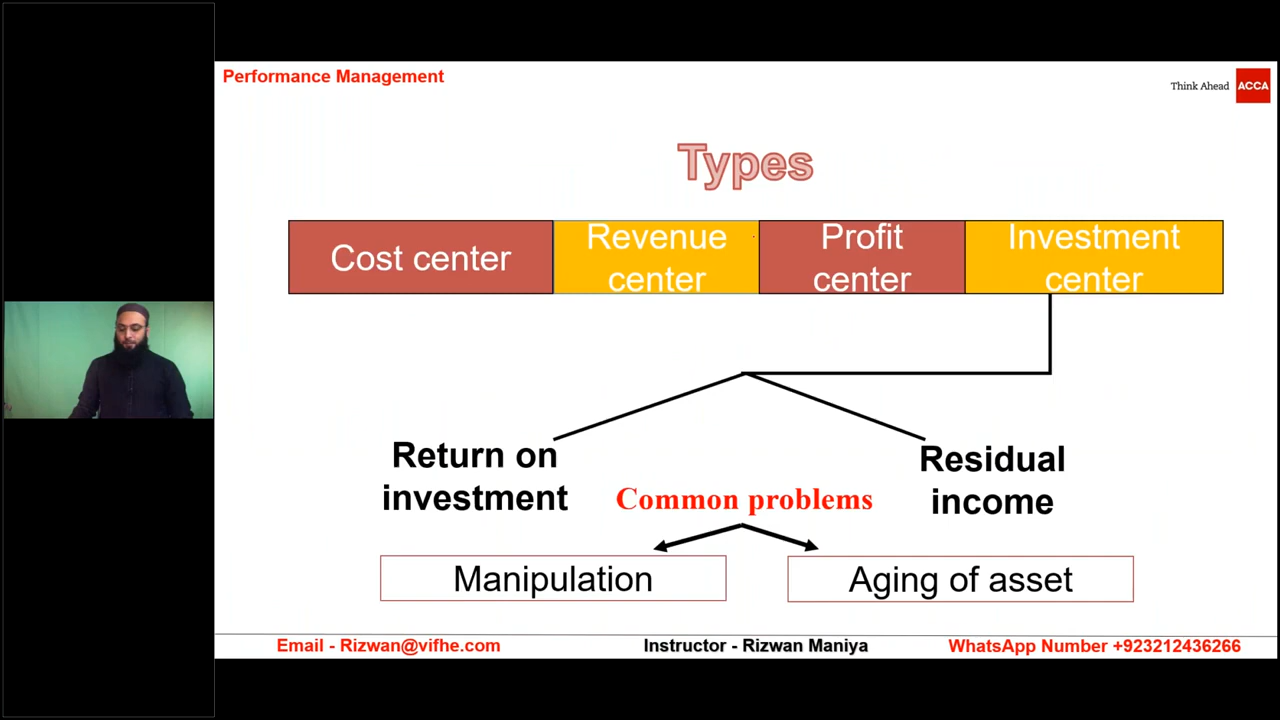 Performance Management
Think Ahead ACCA
Types
Cost center
Revenue
center
Profit
center
Investment
center
Return on
investment
Residual
income
Common problems
Manipulation
Aging of asset
Email - Rizwan@vifhe.com
Instructor - Rizwan Maniya
WhatsApp Number +923212436266